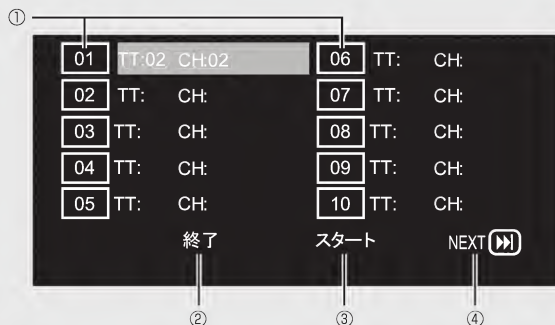 ①
01 TT:02 CH:02 06 TT: CH:
02 TT: CH: 07 TT: CH:
03 TT: CH: 08 TT: CH:
04 TT: CH: 09 TT: CH:
05 TT: CH: 10 TT: CH:
終了 スタート NEXT
② ③ ④